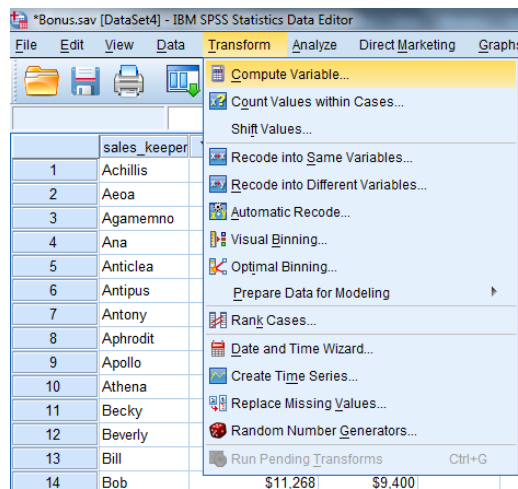 *Bonus.sav [DataSet4] - IBM SPSS Statistics Data Editor
File Edit View Data Transform Analyze Direct Marketing Graphs
Compute Variable...
Count Values within Cases...
Shift Values...
sales_keeper
Recode into Same Variables...
1 Achillis
Recode into Different Variables...
2 Aeoa
3 Agamemno
Automatic Recode...
4 Ana
Visual Binning...
5 Anticlea
Optimal Binning...
6 Antipus
Prepare Data for Modeling
7 Antony
Rank Cases...
8 Aphrodit
Date and Time Wizard...
9 Apollo
Create Time Series...
10 Athena
Replace Missing Values...
11 Becky
12 Beverly
Random Number Generators...
13 Bill
Run Pending Transforms Ctrl+G
14 Bob $11,268 $9,400